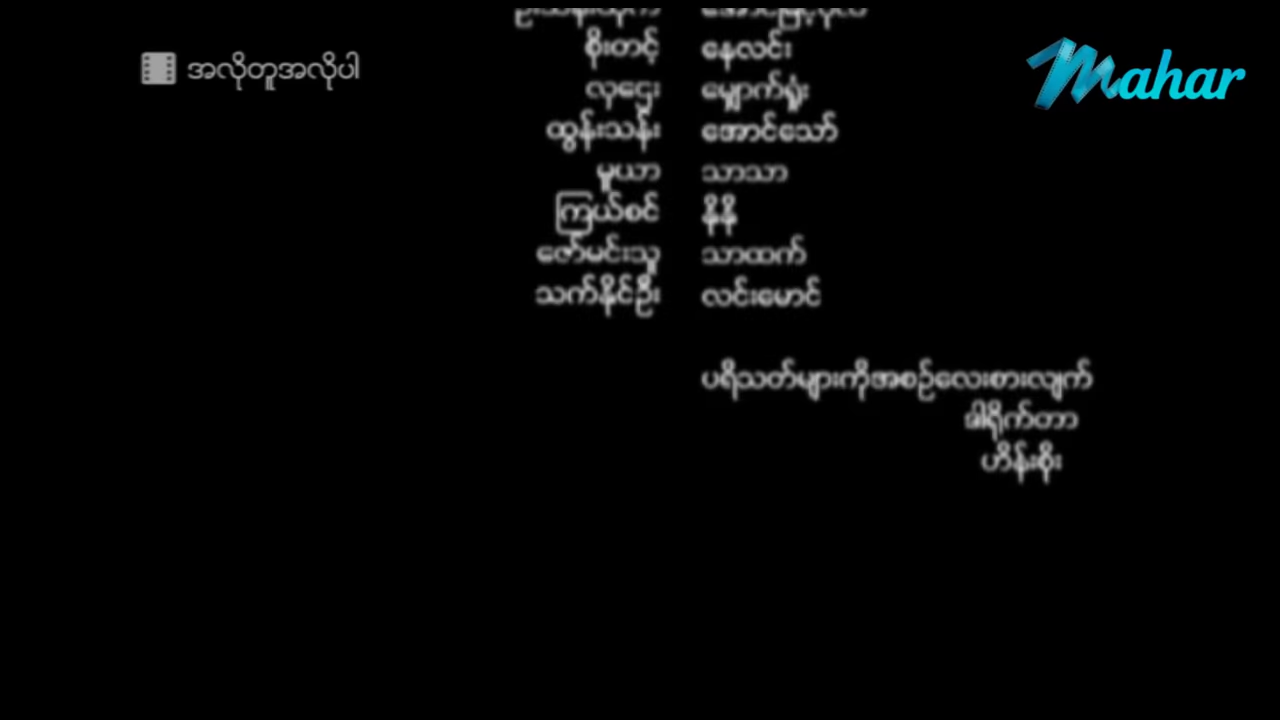 အလိုတူအလိုပါ
Mahar
စိုးတင့် နေလင်း
လှဌေး မျှောက်ရှုံး
ထွန်းသန်း အောင်သော်
မူယာ သာသာ
ကြယ်စင် နိုနို
ဇော်မင်းသူ သာထက်
သက်နိုင်ဦး လင်းမောင်
ပရိသတ်များကိုအစဉ်လေးစားလျက်
ဒါရိုက်တာ
ဟိန်းစိုး